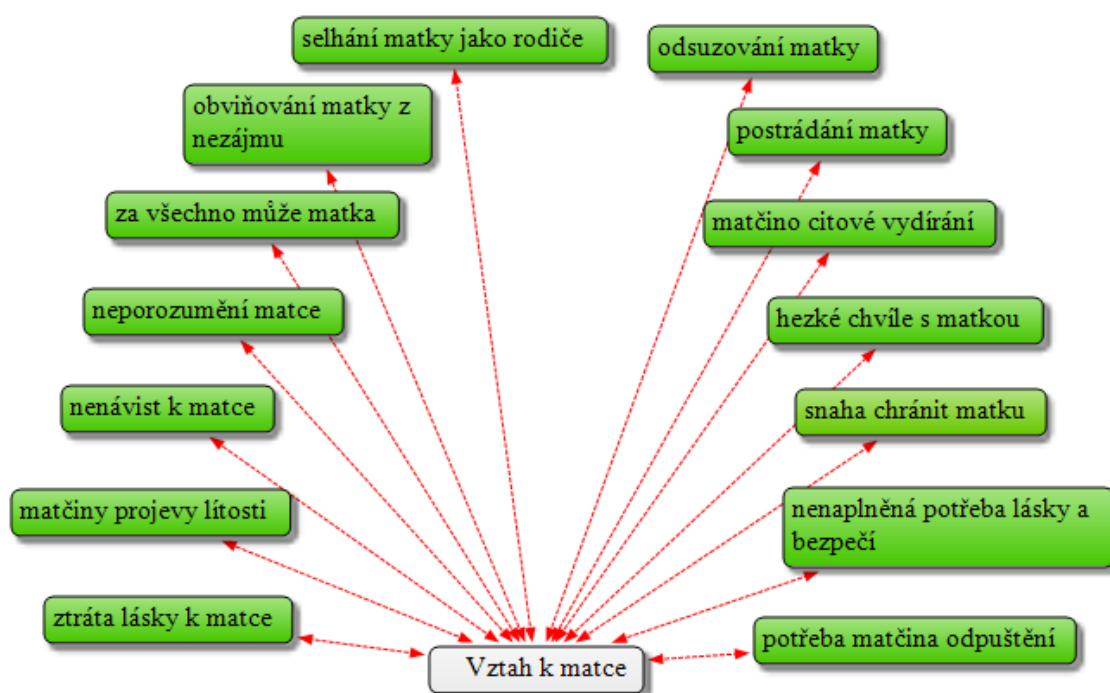 selhání matky jako rodiče
odsuzování matky
obviňování matky z
nezájmu
postrádání matky
za všechno může matka
matčino citové vydírání
neporozumění matce
hezké chvíle s matkou
nenávist k matce
snaha chránit matku
matčiny projevy lítosti
nenaplněná potřeba lásky a
bezpečí
ztráta lásky k matce
potřeba matčina odpuštění
Vztah k matce